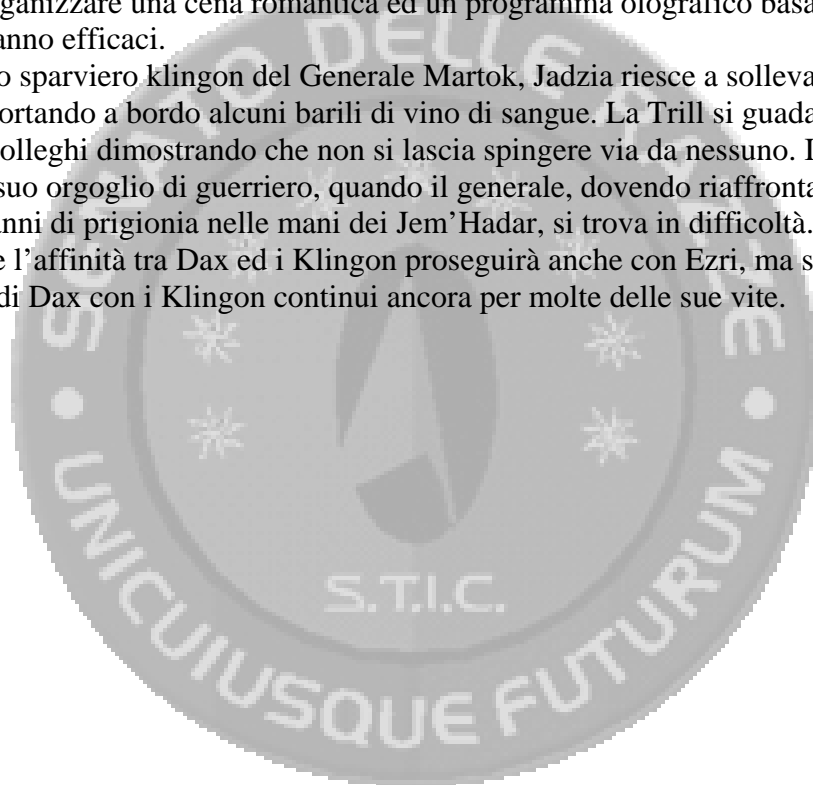 ganizzare una cena romantica ed un programma olografico basa
anno efficaci.
o sparviero klingon del Generale Martok, Jadzia riesce a solleva
ortando a bordo alcuni barili di vino di sangue. La Trill si guada
olleghi dimostrando che non si lascia spingere via da nessuno. I
suo orgoglio di guerriero, quando il generale, dovendo riaffronta
anni di prigionia nelle mani dei Jem’Hadar, si trova in difficoltà.
e l’affinità tra Dax ed i Klingon proseguirà anche con Ezri, ma s
di Dax con i Klingon continui ancora per molte delle sue vite.
DELLE RAZZE
S.T.I.C.
UNICUIUSQUE FUTURUM